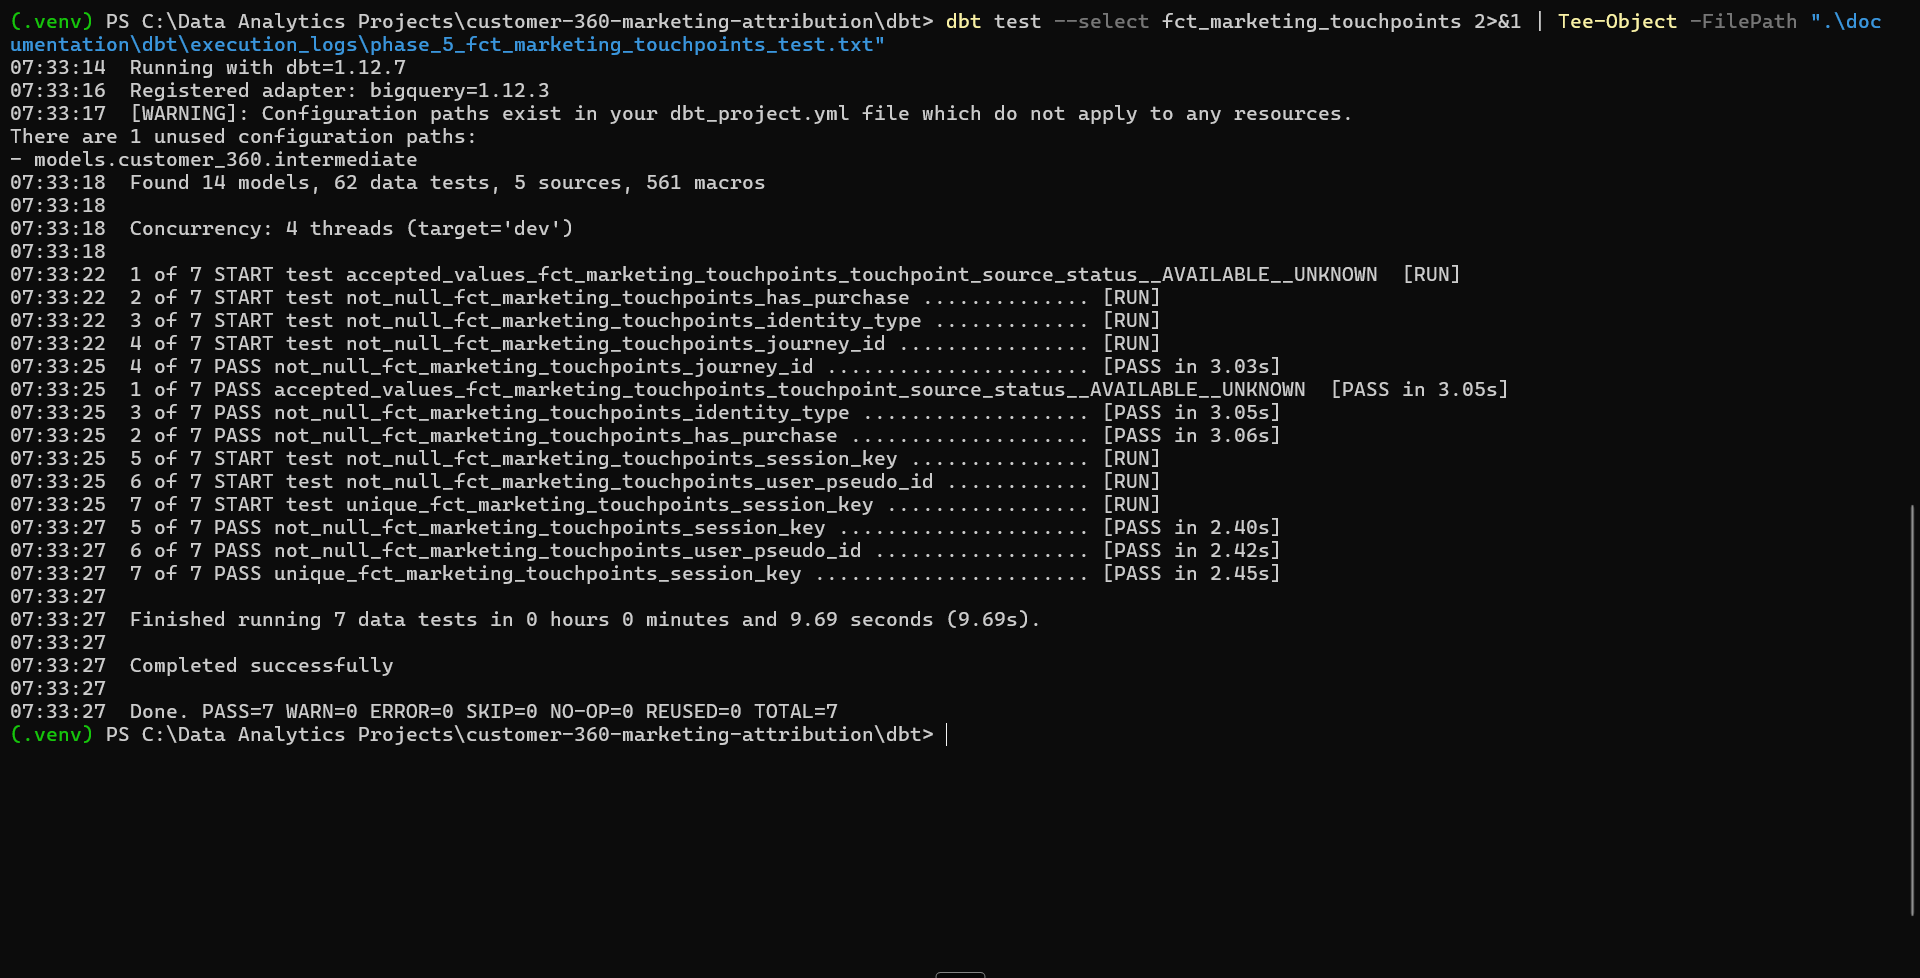 (.venv) PS C:\Data Analytics Projects\customer-360-marketing-attribution\dbt> dbt test --select fct_marketing_touchpoints 2>&1 | Tee-Object -FilePath ".\doc
umentation\dbt\execution_logs\phase_5_fct_marketing_touchpoints_test.txt"
07:33:14  Running with dbt=1.12.7
07:33:16  Registered adapter: bigquery=1.12.3
07:33:17  [WARNING]: Configuration paths exist in your dbt_project.yml file which do not apply to any resources.
There are 1 unused configuration paths:
- models.customer_360.intermediate
07:33:18  Found 14 models, 62 data tests, 5 sources, 561 macros
07:33:18
07:33:18  Concurrency: 4 threads (target='dev')
07:33:18
07:33:22  1 of 7 START test accepted_values_fct_marketing_touchpoints_touchpoint_source_status__AVAILABLE__UNKNOWN  [RUN]
07:33:22  2 of 7 START test not_null_fct_marketing_touchpoints_has_purchase .............. [RUN]
07:33:22  3 of 7 START test not_null_fct_marketing_touchpoints_identity_type ............. [RUN]
07:33:22  4 of 7 START test not_null_fct_marketing_touchpoints_journey_id ................ [RUN]
07:33:25  4 of 7 PASS not_null_fct_marketing_touchpoints_journey_id ...................... [PASS in 3.03s]
07:33:25  1 of 7 PASS accepted_values_fct_marketing_touchpoints_touchpoint_source_status__AVAILABLE__UNKNOWN  [PASS in 3.05s]
07:33:25  3 of 7 PASS not_null_fct_marketing_touchpoints_identity_type ................... [PASS in 3.05s]
07:33:25  2 of 7 PASS not_null_fct_marketing_touchpoints_has_purchase .................... [PASS in 3.06s]
07:33:25  5 of 7 START test not_null_fct_marketing_touchpoints_session_key ............... [RUN]
07:33:25  6 of 7 START test not_null_fct_marketing_touchpoints_user_pseudo_id ............ [RUN]
07:33:25  7 of 7 START test unique_fct_marketing_touchpoints_session_key ................. [RUN]
07:33:27  5 of 7 PASS not_null_fct_marketing_touchpoints_session_key ..................... [PASS in 2.40s]
07:33:27  6 of 7 PASS not_null_fct_marketing_touchpoints_user_pseudo_id .................. [PASS in 2.42s]
07:33:27  7 of 7 PASS unique_fct_marketing_touchpoints_session_key ....................... [PASS in 2.45s]
07:33:27
07:33:27  Finished running 7 data tests in 0 hours 0 minutes and 9.69 seconds (9.69s).
07:33:27
07:33:27  Completed successfully
07:33:27
07:33:27  Done. PASS=7 WARN=0 ERROR=0 SKIP=0 NO-OP=0 REUSED=0 TOTAL=7
(.venv) PS C:\Data Analytics Projects\customer-360-marketing-attribution\dbt>